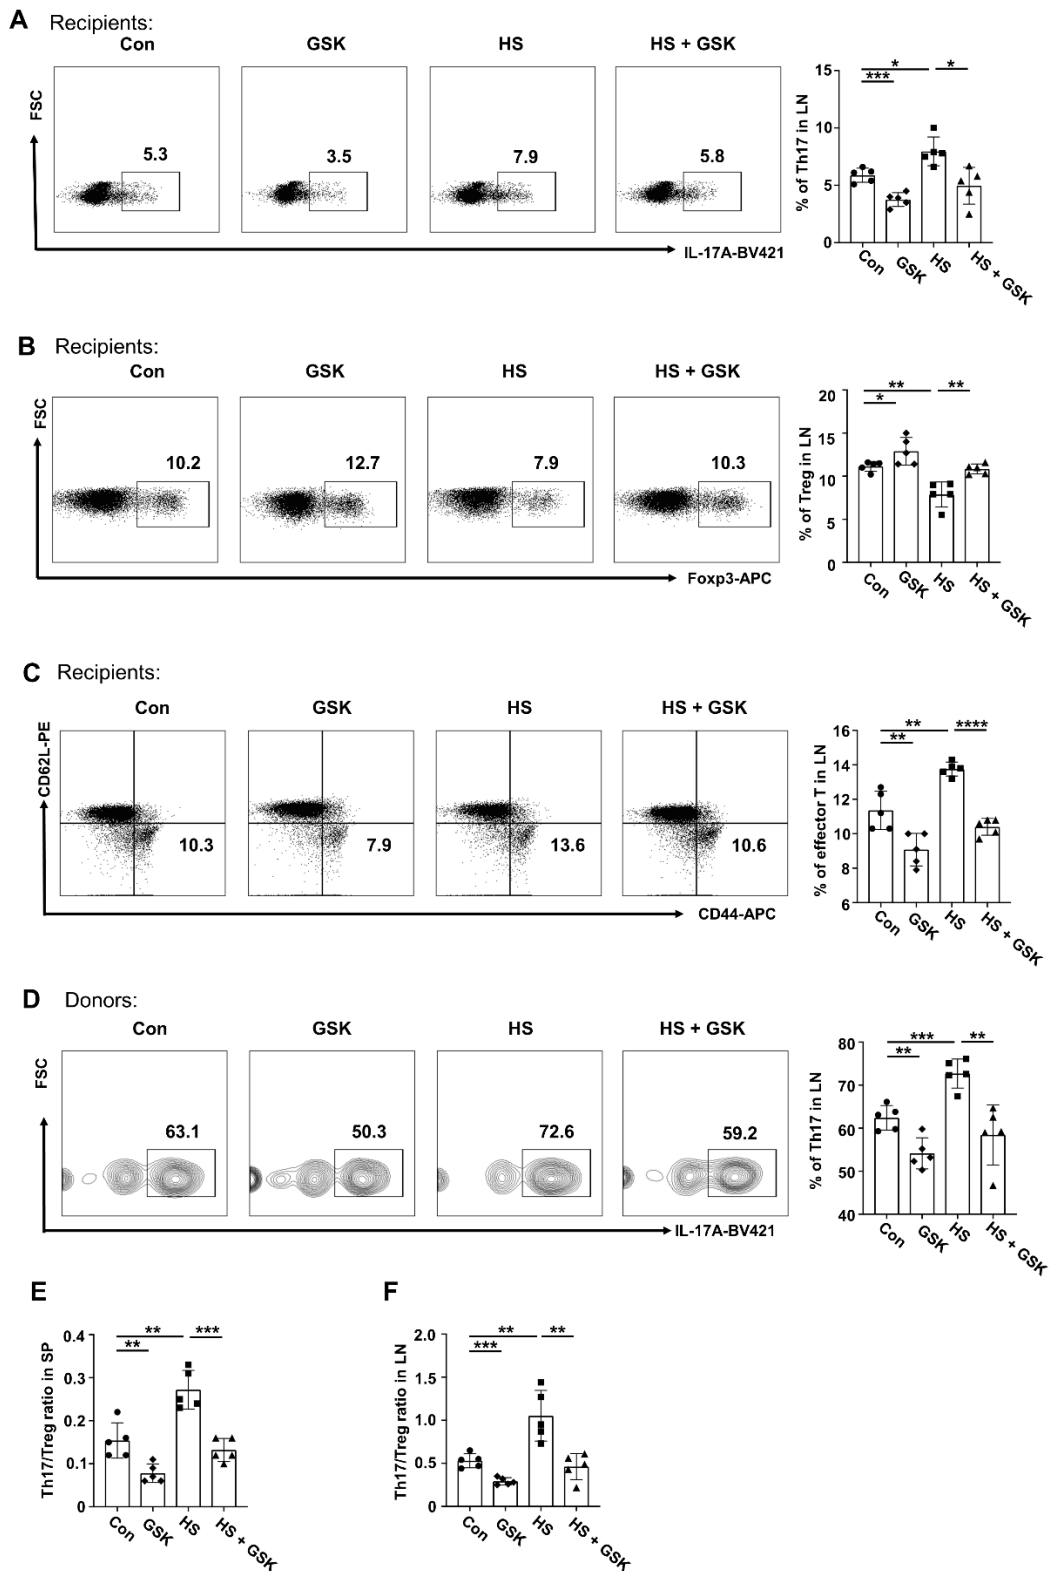 A Recipients:
Con GSK HS HS + GSK
FSC
5.3 3.5 7.9 5.8
IL-17A-BV421
% of Th17 in LN
15
10
5
0
* *
***
Con GSK HS HS + GSK
B Recipients:
Con GSK HS HS + GSK
FSC
10.2 12.7 7.9 10.3
Foxp3-APC
% of Treg in LN
20
15
10
5
0
** **
*
Con GSK HS HS + GSK
C Recipients:
Con GSK HS HS + GSK
CD62L-PE
10.3 7.9 13.6 10.6
CD44-APC
% of effector T in LN
16
14
12
10
8
6
** ****
**
Con GSK HS HS + GSK
D Donors:
Con GSK HS HS + GSK
FSC
63.1 50.3 72.6 59.2
IL-17A-BV421
% of Th17 in LN
80
70
60
50
40
*** **
**
Con GSK HS HS + GSK
E
Th17/Treg ratio in SP
0.4
0.3
0.2
0.1
0
** ***
**
Con GSK HS HS + GSK
F
Th17/Treg ratio in LN
2.0
1.5
1.0
0.5
0
** **
***
Con GSK HS HS + GSK